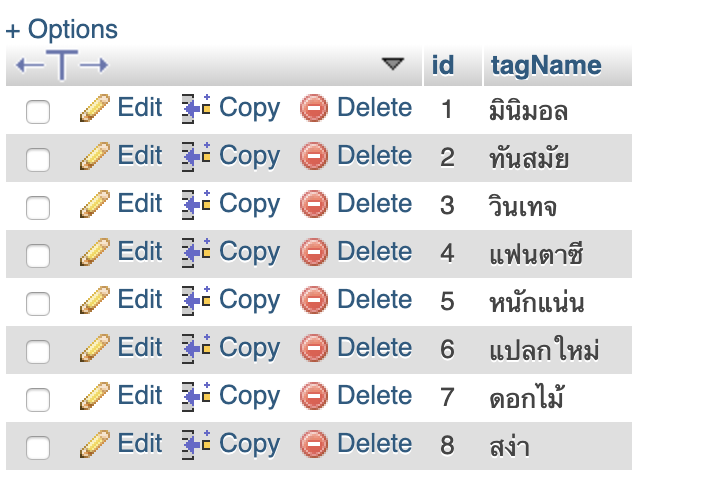 + Options
←T→ id tagName
Edit Copy Delete 1 มินิมอล
Edit Copy Delete 2 ทันสมัย
Edit Copy Delete 3 วินเทจ
Edit Copy Delete 4 แฟนตาซี
Edit Copy Delete 5 หนักแน่น
Edit Copy Delete 6 แปลกใหม่
Edit Copy Delete 7 ดอกไม้
Edit Copy Delete 8 สง่า